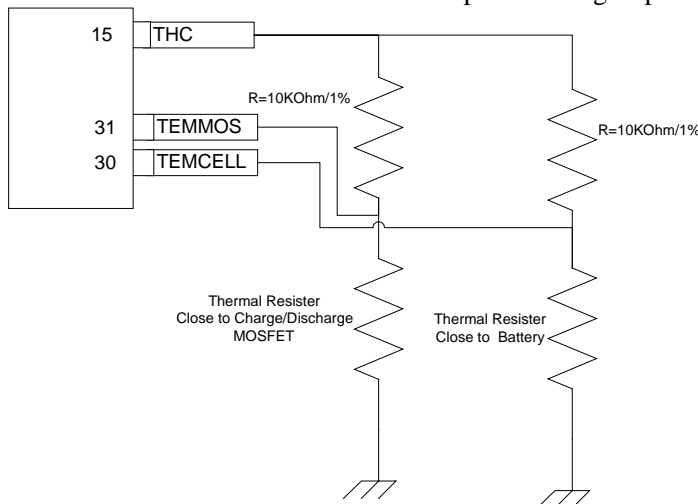 15 THC
R=10KOhm/1%
31 TEMMOS
R=10KOhm/1%
30 TEMCELL
Thermal Resister
Close to Charge/Discharge
MOSFET
Thermal Resister
Close to Battery